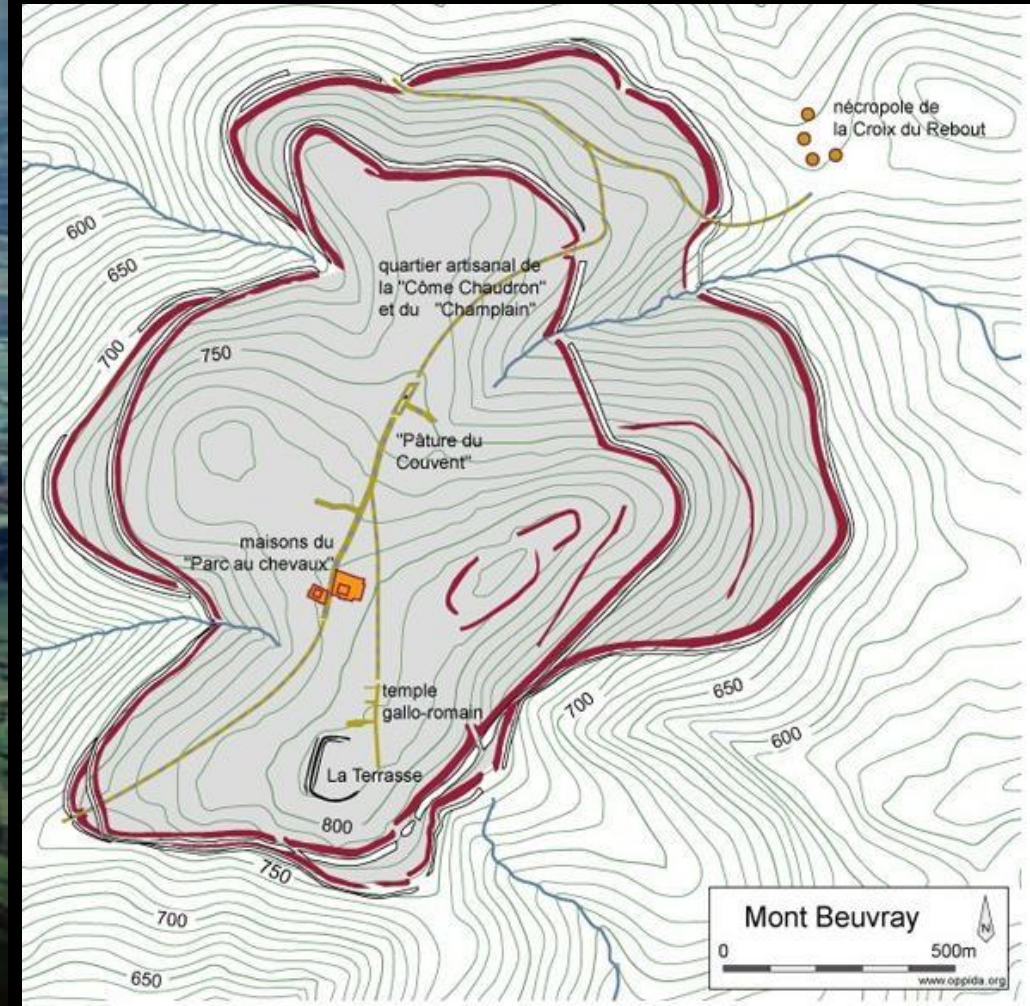 nécropole de
la Croix du Rebout
600
650
quartier artisanal de
la "Côme Chaudron"
et du "Champlain"
700
750
"Pâture du
Couvent"
maisons du
"Parc au chevaux"
temple
gallo-romain
700
650
600
La Terrasse
800
750
700
650
Mont Beuvray
N
0 500m
www.oppida.org